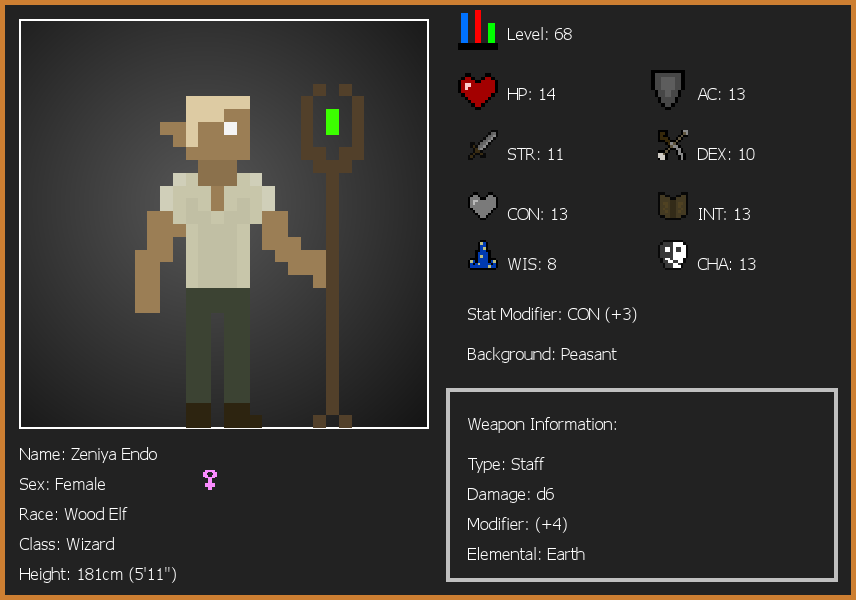 Level: 68
HP: 14
AC: 13
STR: 11
DEX: 10
CON: 13
INT: 13
WIS: 8
CHA: 13
Stat Modifier: CON (+3)
Background: Peasant
Weapon Information:
Type: Staff
Damage: d6
Modifier: (+4)
Elemental: Earth
Name: Zeniya Endo
Sex: Female
Race: Wood Elf
Class: Wizard
Height: 181cm (5'11")